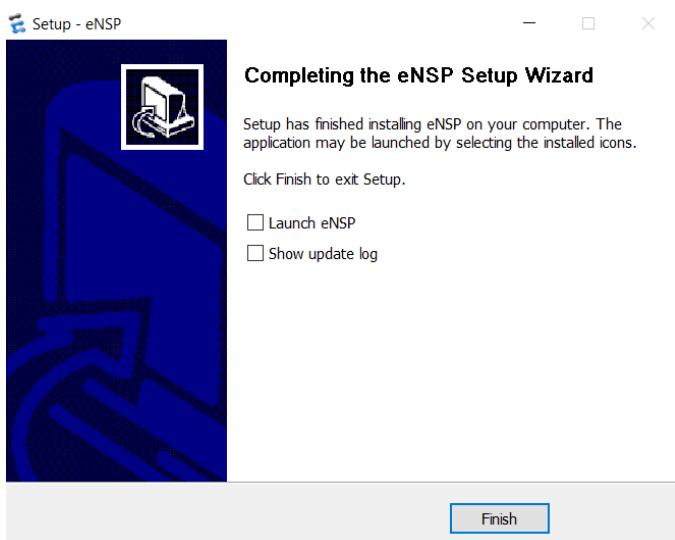 Setup - eNSP
Completing the eNSP Setup Wizard
Setup has finished installing eNSP on your computer. The
application may be launched by selecting the installed icons.
Click Finish to exit Setup.
Launch eNSP
Show update log
Finish